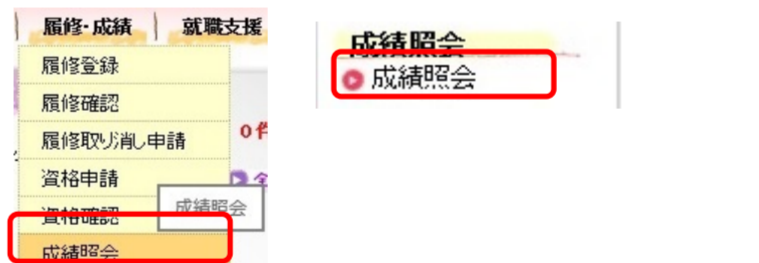 履修・成績 就職支援
履修登録
履修確認
履修取り消し申請
0件
資格申請
資格確認
成績照会
成績照会
成績照会
成績照会